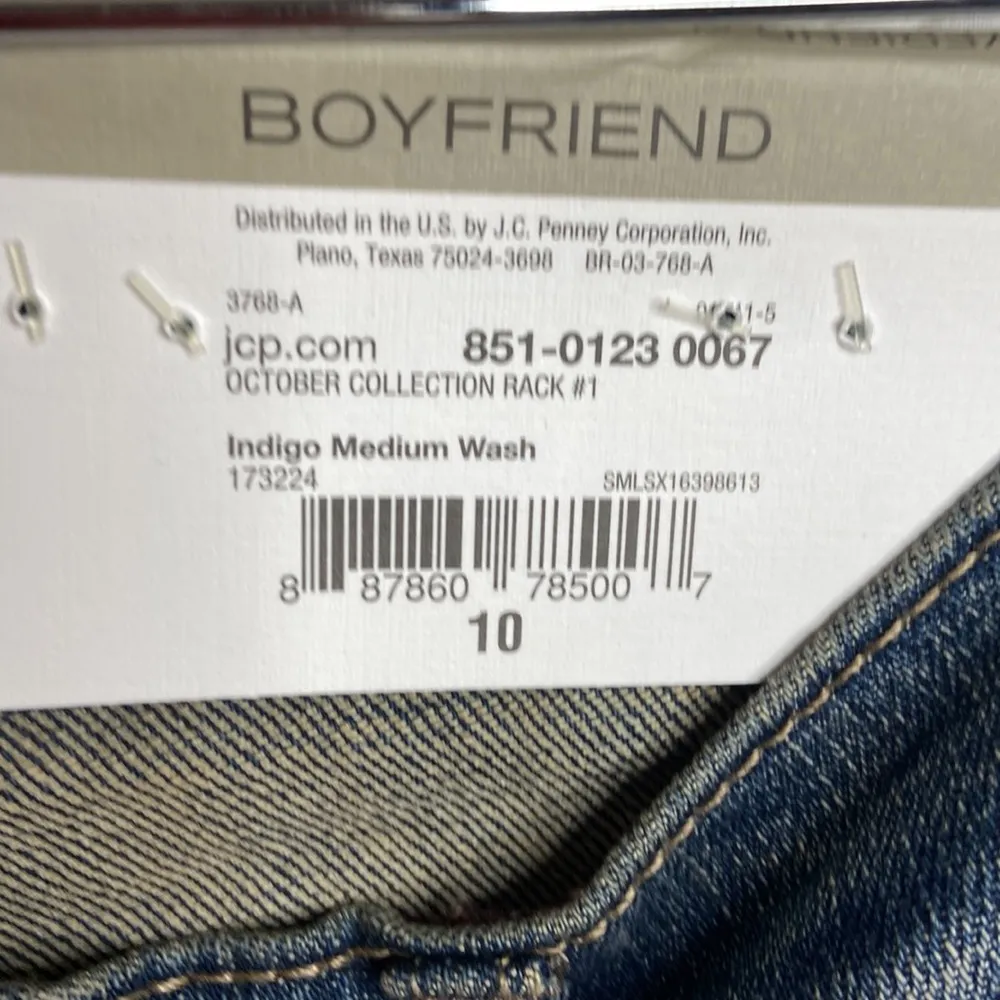 BOYFRIEND
Distributed in the U.S. by J.C. Penney Corporation, Inc.
Plano, Texas 75024-3698 BR-03-768-A
3768-A
jcp.com 851-0123 0067
OCTOBER COLLECTION RACK #1
Indigo Medium Wash
173224 SMLSX16398613
8 87860 78500 7
10